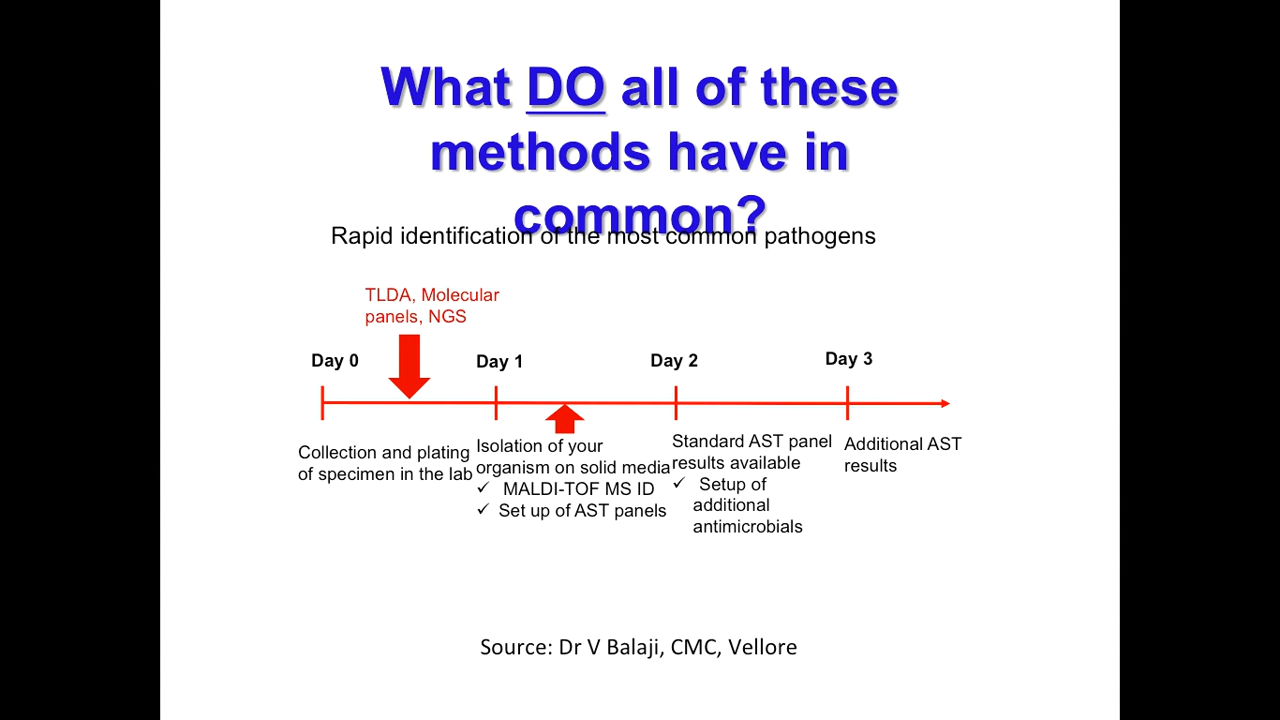 What DO all of these
methods have in
common?
Rapid identification of the most common pathogens
TLDA, Molecular
panels, NGS
Day 0
Day 1
Day 2
Day 3
Collection and plating
of specimen in the lab
Isolation of your
organism on solid media
✓ MALDI-TOF MS ID
✓ Set up of AST panels
Standard AST panel
results available
✓ Setup of
additional
antimicrobials
Additional AST
results
Source: Dr V Balaji, CMC, Vellore